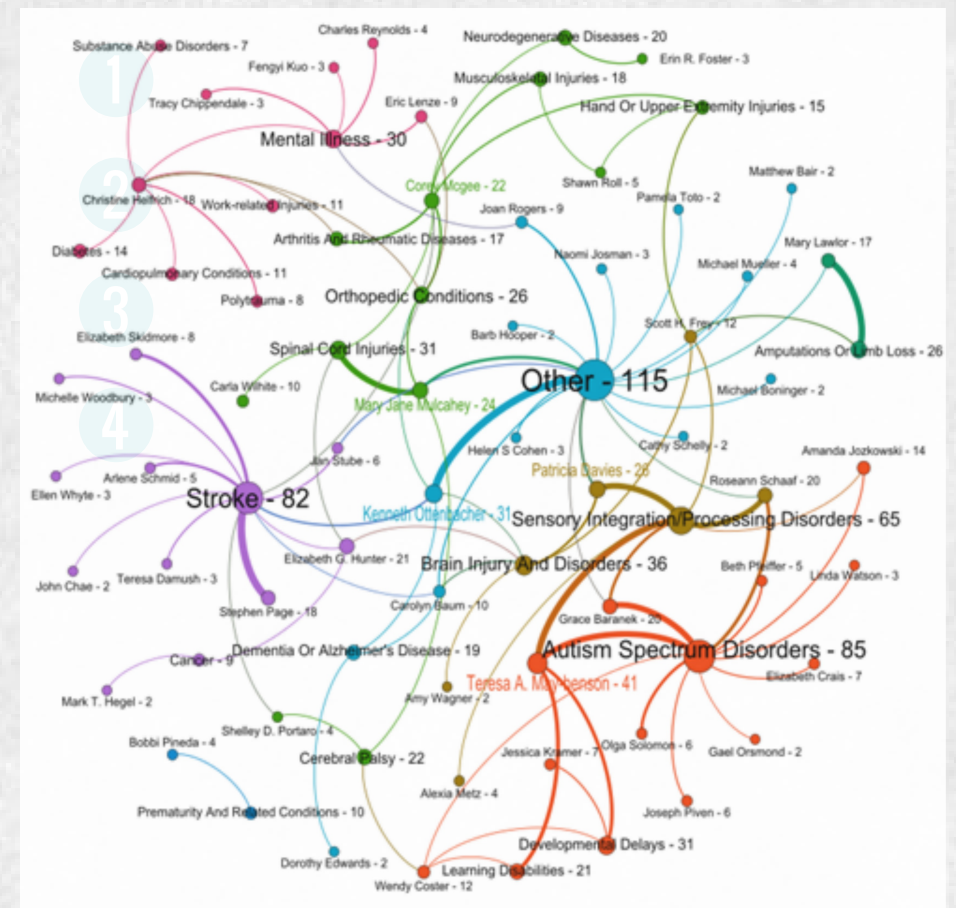 Charles Reynolds - 4
Neurodegenerative Diseases - 20
Substance Abuse Disorders - 7
Erin R. Foster - 3
Fengyi Kuo - 3
Musculoskeletal Injuries - 18
1
Tracy Chippendale - 3
Eric Lenze - 9
Hand Or Upper Extremity Injuries - 15
Mental Illness - 30
Matthew Bair - 2
Shawn Roll - 5
Corey Mcgee - 22
2
Pamela Toto - 2
Christine Helfrich - 18
Work-related Injuries - 11
Joan Rogers - 9
Arthritis And Rheumatic Diseases - 17
Mary Lawlor - 17
Diabetes - 14
Naomi Josman - 3
Michael Mueller - 4
Cardiopulmonary Conditions - 11
Polytrauma - 8
Orthopedic Conditions - 26
3
Scott H. Frey - 12
Elizabeth Skidmore - 8
Barb Hooper - 2
Spinal Cord Injuries - 31
Amputations Or Limb Loss - 26
Other - 115
Carla Wilhite - 10
Michael Boninger - 2
Michelle Woodbury - 3
Mary Jane Mulcahey - 24
4
Cathy Schelly - 2
Helen S Cohen - 3
Amanda Jozkowski - 14
Jan Stube - 6
Patricia Davies - 26
Arlene Schmid - 5
Roseann Schaaf - 20
Ellen Whyte - 3
Stroke - 82
Kenneth Ottenbacher - 31
Sensory Integration/Processing Disorders - 65
Elizabeth G. Hunter - 21
Brain Injury And Disorders - 36
Beth Pfeiffer - 5
Linda Watson - 3
John Chae - 2
Teresa Damush - 3
Carolyn Baum - 10
Stephen Page - 18
Grace Baranek - 20
Dementia Or Alzheimer's Disease - 19
Autism Spectrum Disorders - 85
Cancer - 9
Elizabeth Crais - 7
Teresa A. May-benson - 41
Mark T. Hegel - 2
Amy Wagner - 2
Shelley D. Portaro - 4
Bobbi Pineda - 4
Olga Solomon - 6
Gael Orsmond - 2
Jessica Kramer - 7
Cerebral Palsy - 22
Alexia Metz - 4
Prematurity And Related Conditions - 10
Joseph Piven - 6
Developmental Delays - 31
Dorothy Edwards - 2
Learning Disabilities - 21
Wendy Coster - 12